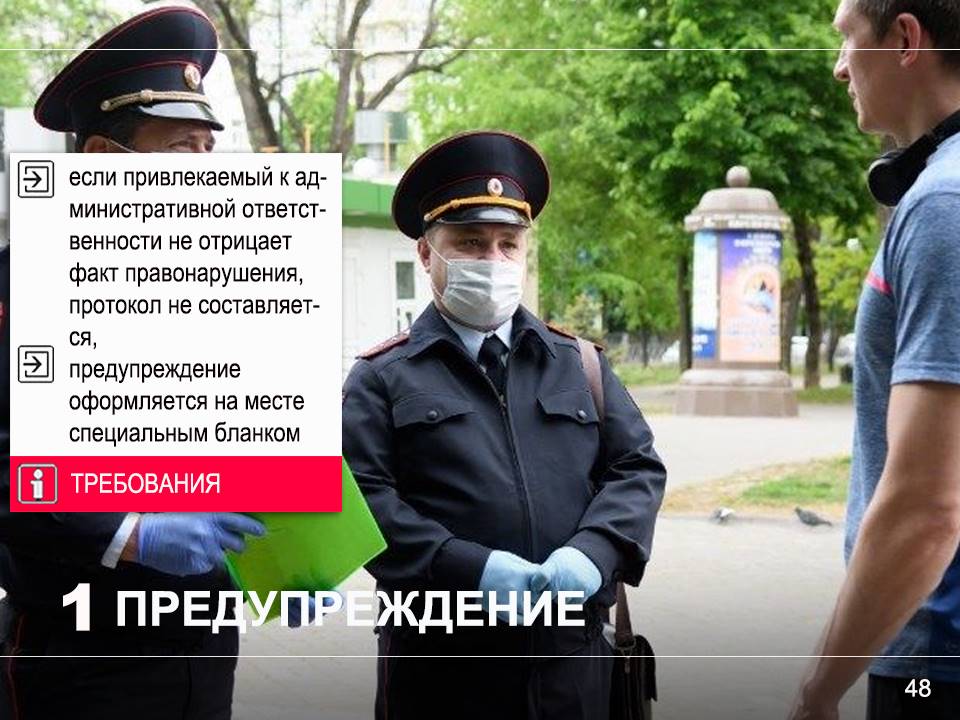 если привлекаемый к ад-
министративной ответст-
венности не отрицает
факт правонарушения,
протокол не составляет-
ся,
предупреждение
оформляется на месте
специальным бланком
ТРЕБОВАНИЯ
1 ПРЕДУПРЕЖДЕНИЕ
48